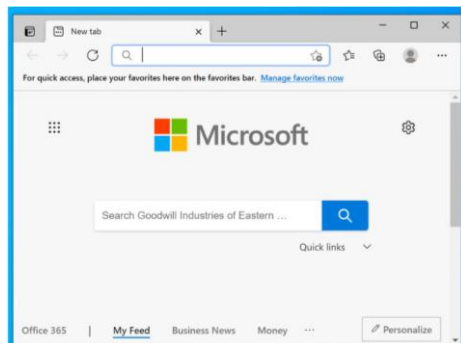 New tab
For quick access, place your favorites here on the favorites bar. Manage favorites now
Microsoft
Search Goodwill Industries of Eastern ...
Quick links
Office 365 | My Feed Business News Money ... Personalize